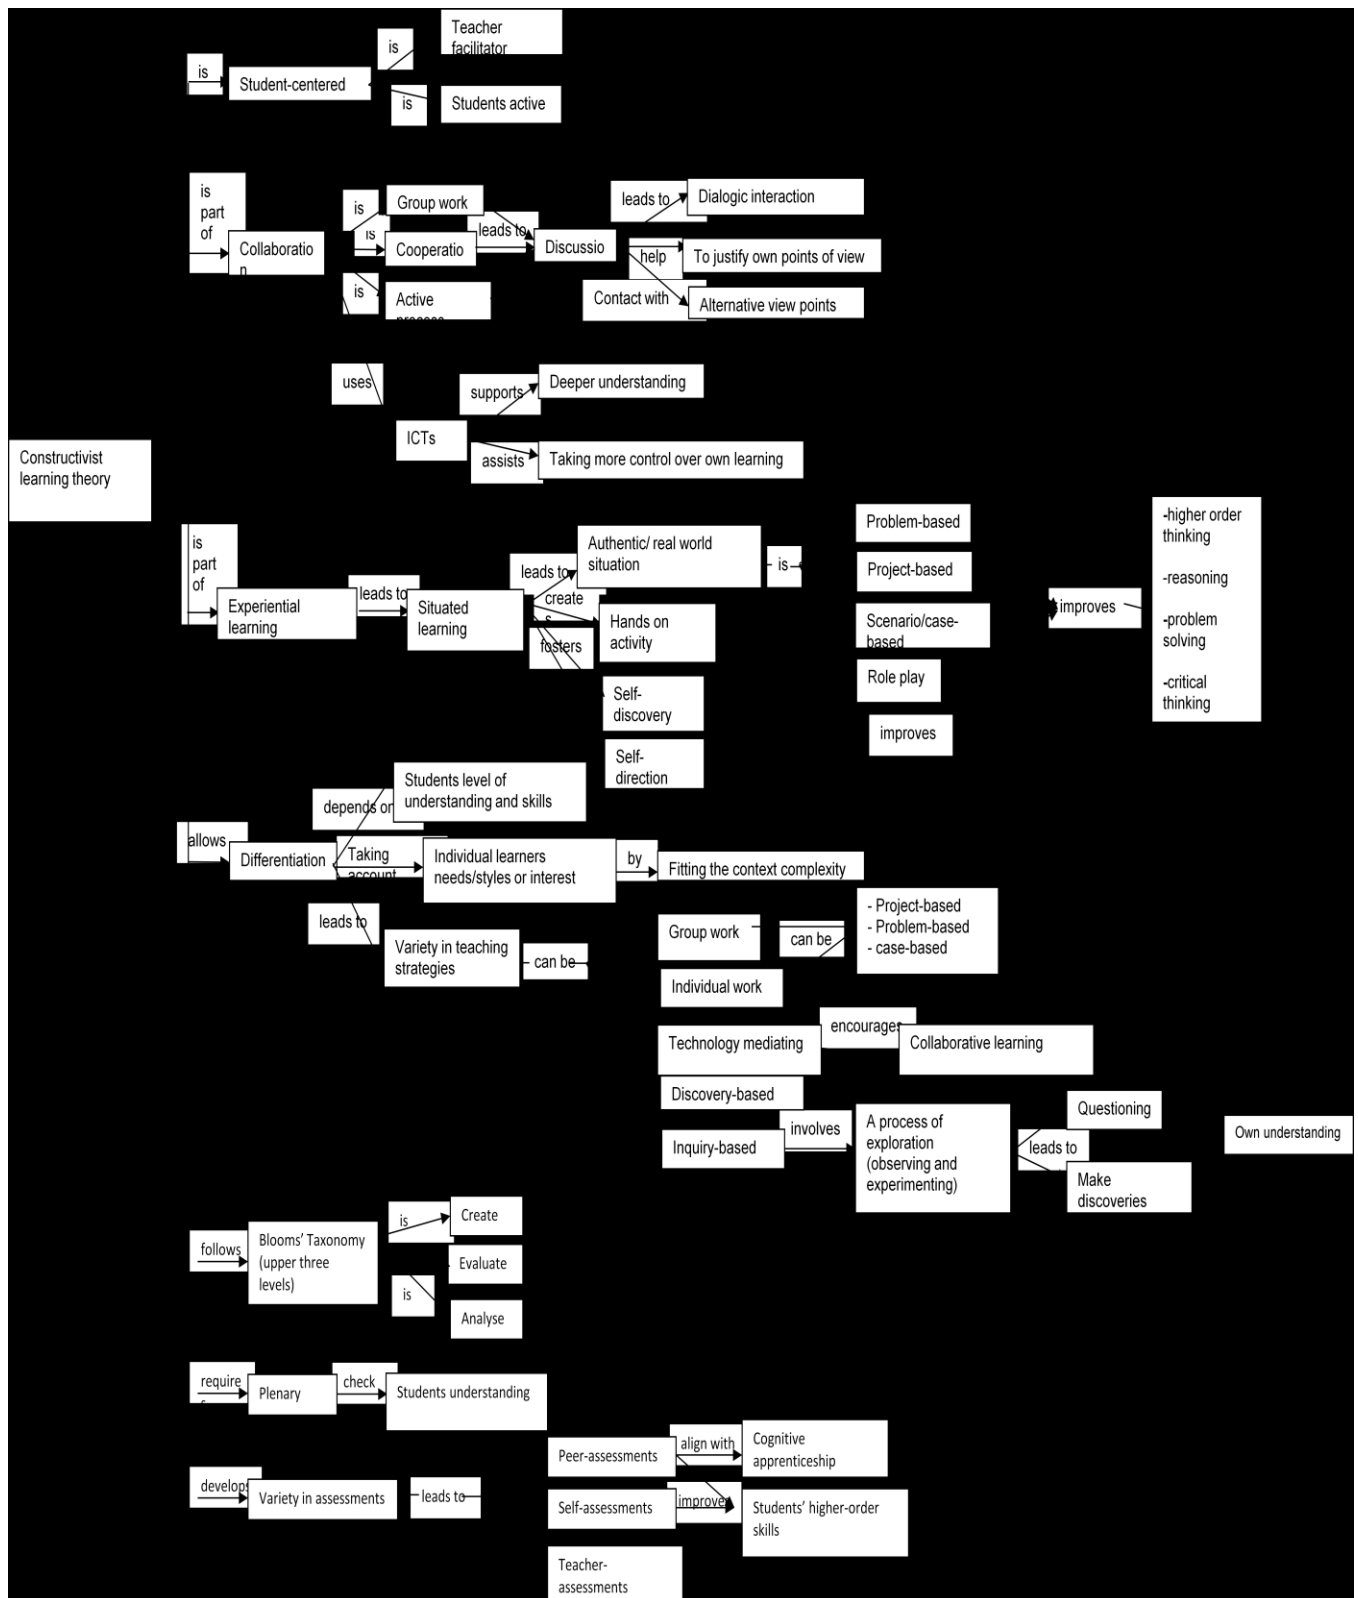 Teacher
facilitator
is
is
Student-centered
is
Students active
is
part
of
Collaboratio
n
is
Group work
is
Cooperatio
is
Active
process
leads to
Discussio
leads to
Dialogic interaction
help
To justify own points of view
Contact with
Alternative view points
uses
ICTs
supports
Deeper understanding
assists
Taking more control over own learning
Constructivist
learning theory
is
part
of
Experiential
learning
leads to
Situated
learning
leads to
Authentic/ real world
situation
is
create
s
Hands on
activity
fosters
Self-
discovery
Self-
direction
Problem-based
Project-based
Scenario/case-
based
Role play
improves
improves
-higher order
thinking
-reasoning
-problem
solving
-critical
thinking
allows
Differentiation
depends on
Students level of
understanding and skills
Taking
account
Individual learners
needs/styles or interest
by
Fitting the context complexity
leads to
Variety in teaching
strategies
can be
Group work
can be
- Project-based
- Problem-based
- case-based
Individual work
Technology mediating
encourages
Collaborative learning
Discovery-based
Inquiry-based
involves
A process of
exploration
(observing and
experimenting)
leads to
Questioning
Make
discoveries
Own understanding
follows
Blooms' Taxonomy
(upper three
levels)
is
Create
Evaluate
is
Analyse
require
s
Plenary
check
Students understanding
develops
Variety in assessments
leads to
Peer-assessments
align with
Cognitive
apprenticeship
Self-assessments
improves
Students' higher-order
skills
Teacher-
assessments